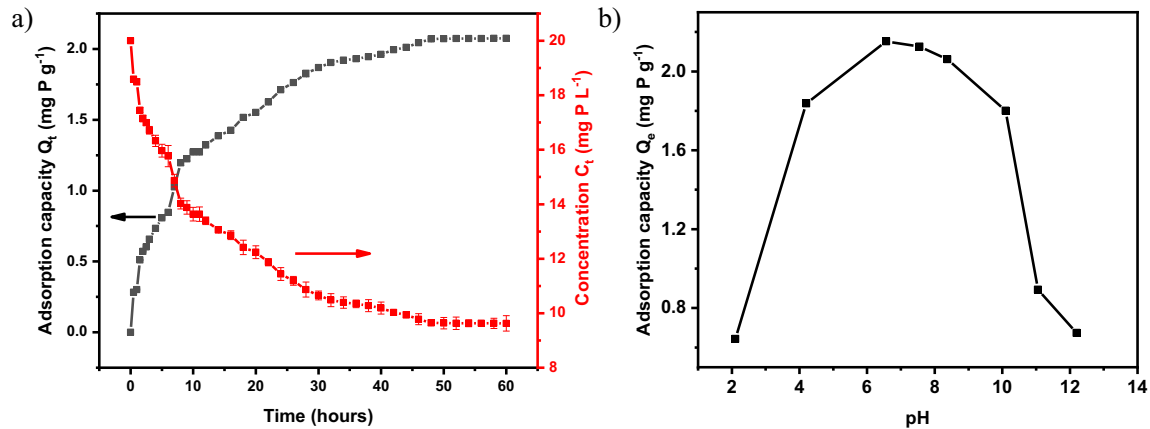 a)
Adsorption capacity Qₜ (mg P g⁻¹)
2.0
1.5
1.0
0.5
0.0
0 10 20 30 40 50 60
Time (hours)
20
18
16
14
12
10
8
Concentration Cₜ (mg P L⁻¹)
b)
Adsorption capacity Qₑ (mg P g⁻¹)
2.0
1.6
1.2
0.8
2 4 6 8 10 12 14
pH